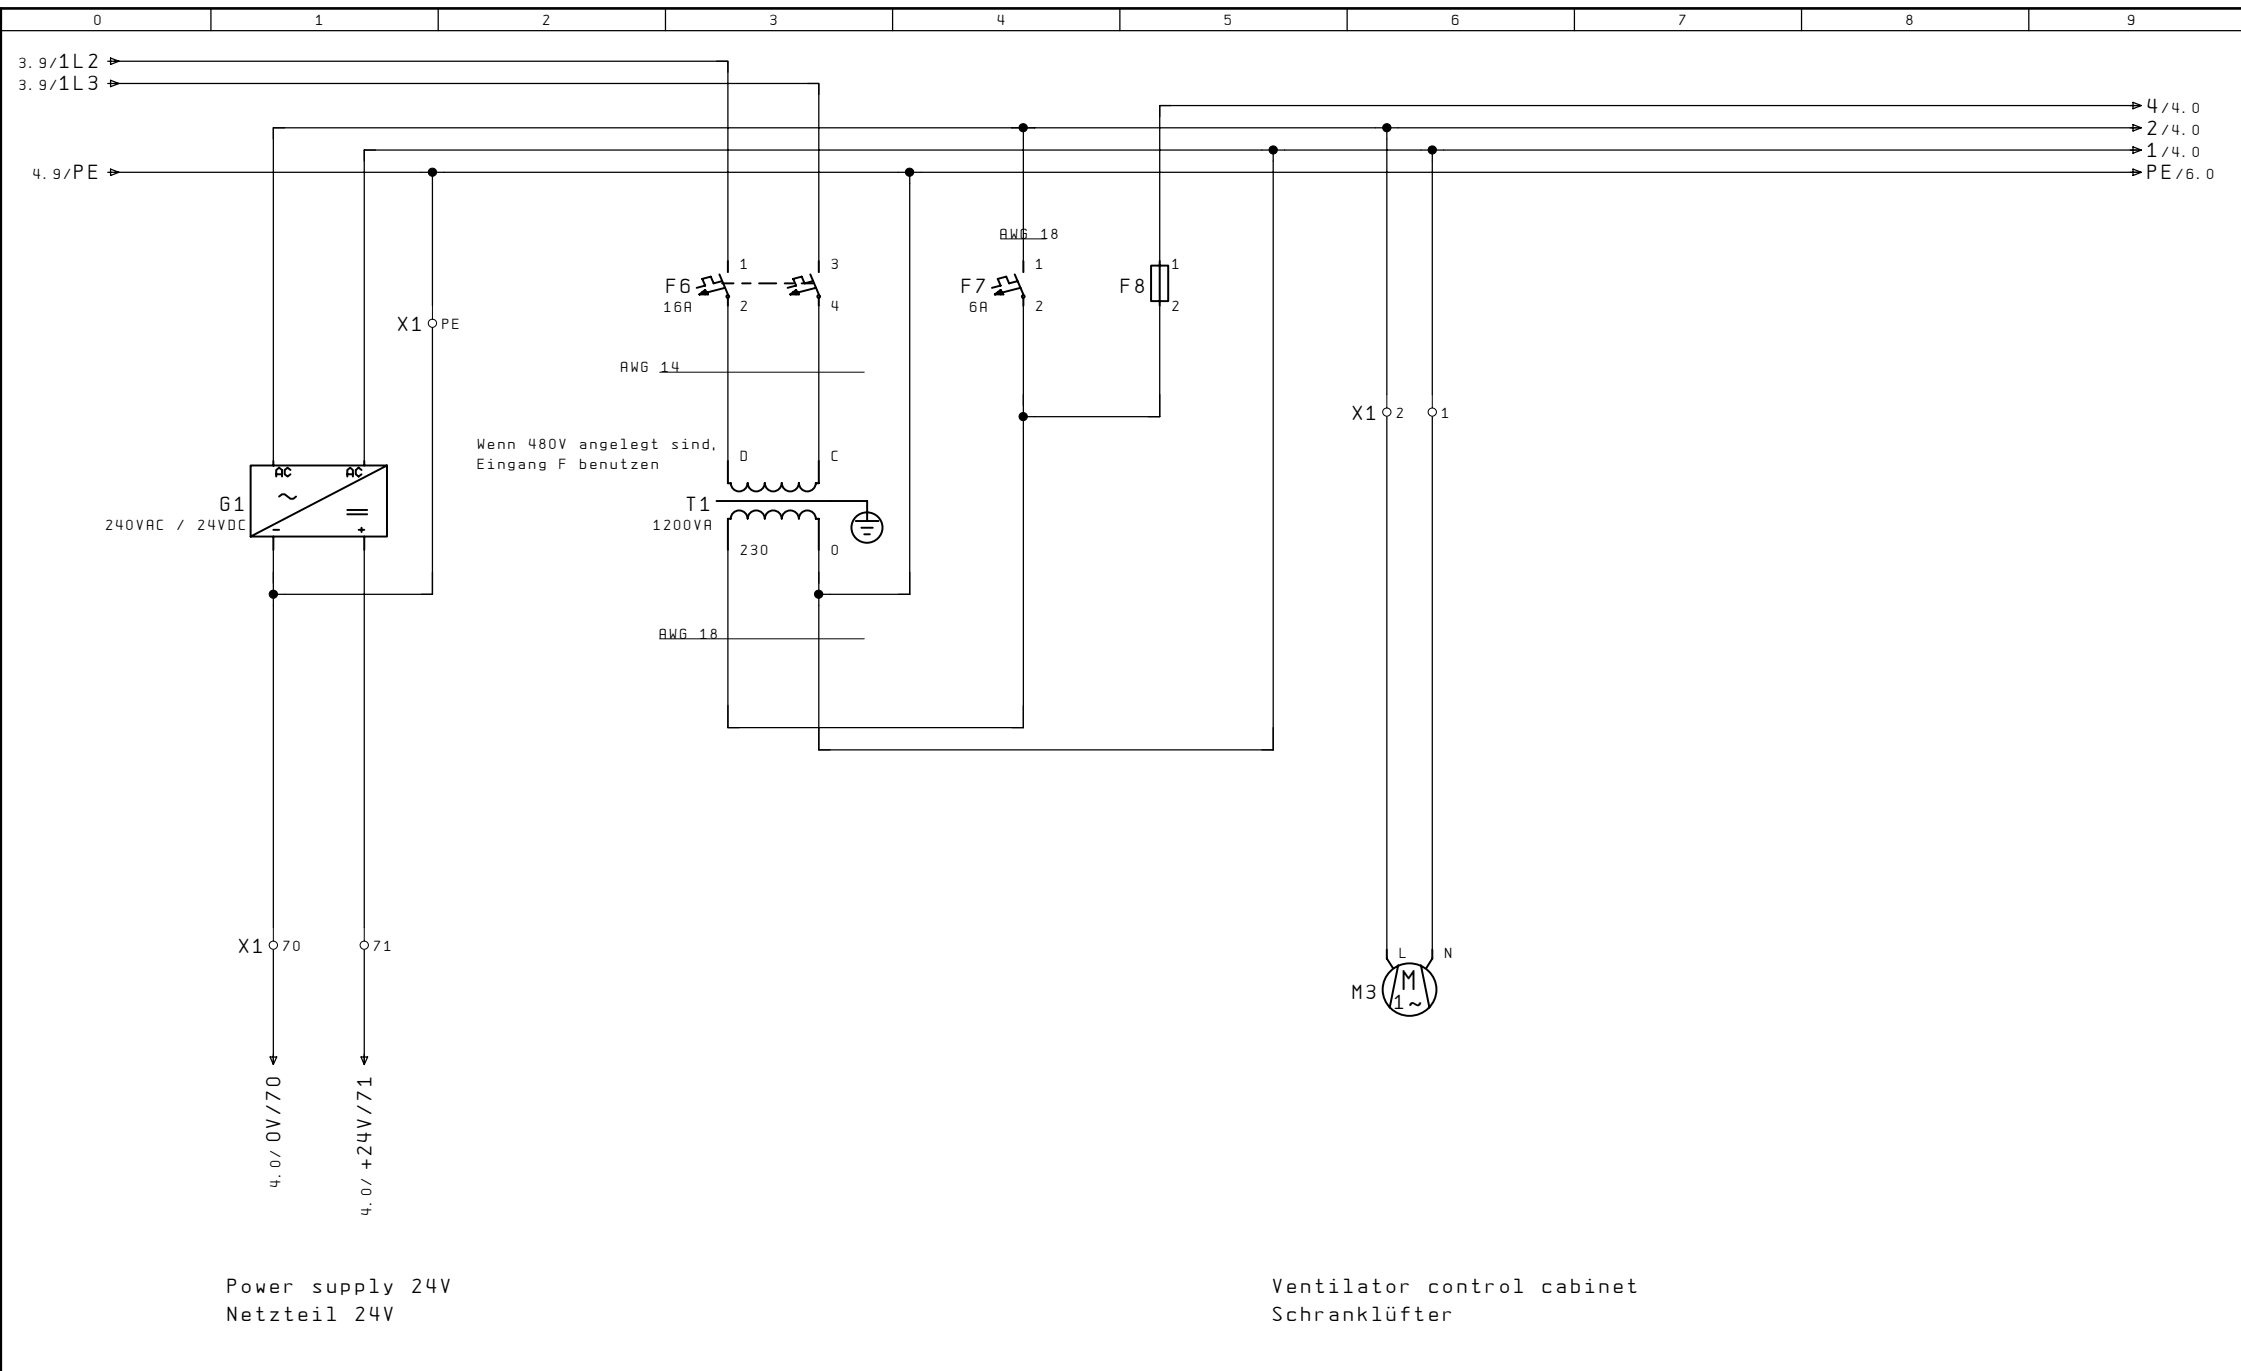 0 1 2 3 4 5 6 7 8 9
3.9/1L2
3.9/1L3
4/4.0
2/4.0
1/4.0
4.9/PE
PE/6.0
AWG 18
1 3 1 1
F6 F7 F8
16A 2 4 6A 2 2
X1 PE
AWG 14
X1 2 1
Wenn 480V angelegt sind,
Eingang F benutzen
D C
AC AC
G1
240VAC / 24VDC
- +
T1
1200VA
230 0
AWG 18
X1 70 71
L N
M3
M
1~
4.0/ 0V/70
4.0/ +24V/71
Power supply 24V
Netzteil 24V
Ventilator control cabinet
Schranklüfter